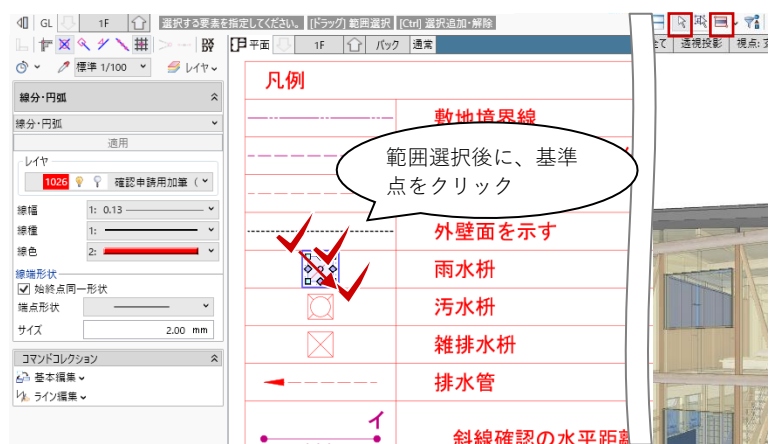 GL 1F 選択する要素を指定してください。 [ドラッグ] 範囲選択 [Ctrl] 選択追加・解除
平面 1F バック 通常
標準 1/100 レイヤ
透視投影
線分・円弧
線分・円弧
適用
レイヤ
1026 確認申請用加筆 (
線幅 1: 0.13
線種 1:
線色 2:
線端形状
始終点同一形状
端点形状
サイズ 2.00 mm
コマンドコレクション
基本編集
ライン編集
凡例
敷地境界線
範囲選択後に、基準
点をクリック
外壁面を示す
雨水枡
汚水枡
雑排水枡
排水管
イ
斜線確認の水平距離